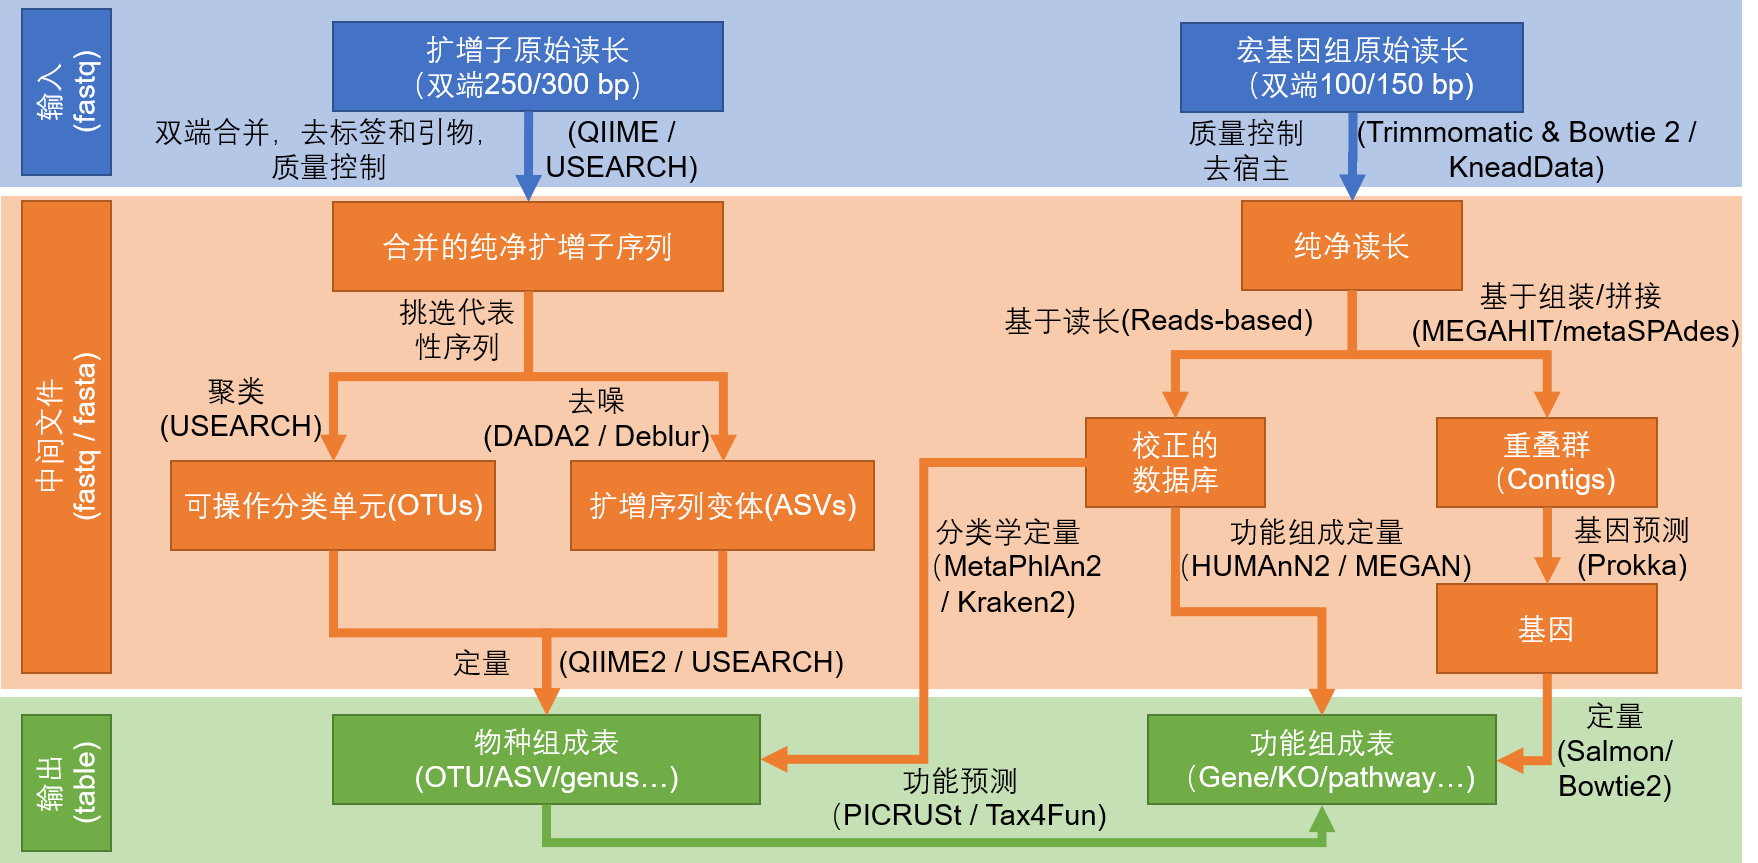 输入
(fastq)
扩增子原始读长
（双端250/300 bp）
宏基因组原始读长
（双端100/150 bp)
双端合并，去标签和引物，
质量控制
(QIIME /
USEARCH)
质量控制
去宿主
(Trimmomatic & Bowtie 2 /
KneadData)
中间文件
(fastq / fasta)
合并的纯净扩增子序列
纯净读长
挑选代表
性序列
基于读长(Reads-based)
基于组装/拼接
(MEGAHIT/metaSPAdes)
聚类
(USEARCH)
去噪
(DADA2 / Deblur)
可操作分类单元(OTUs)
扩增序列变体(ASVs)
校正的
数据库
重叠群
（Contigs)
分类学定量
（MetaPhlAn2
/ Kraken2)
功能组成定量
（HUMAnN2 / MEGAN)
基因预测
(Prokka)
基因
定量
(QIIME2 / USEARCH)
输出
(table)
物种组成表
(OTU/ASV/genus…)
功能组成表
（Gene/KO/pathway…)
定量
(Salmon/
Bowtie2)
功能预测
（PICRUSt / Tax4Fun)